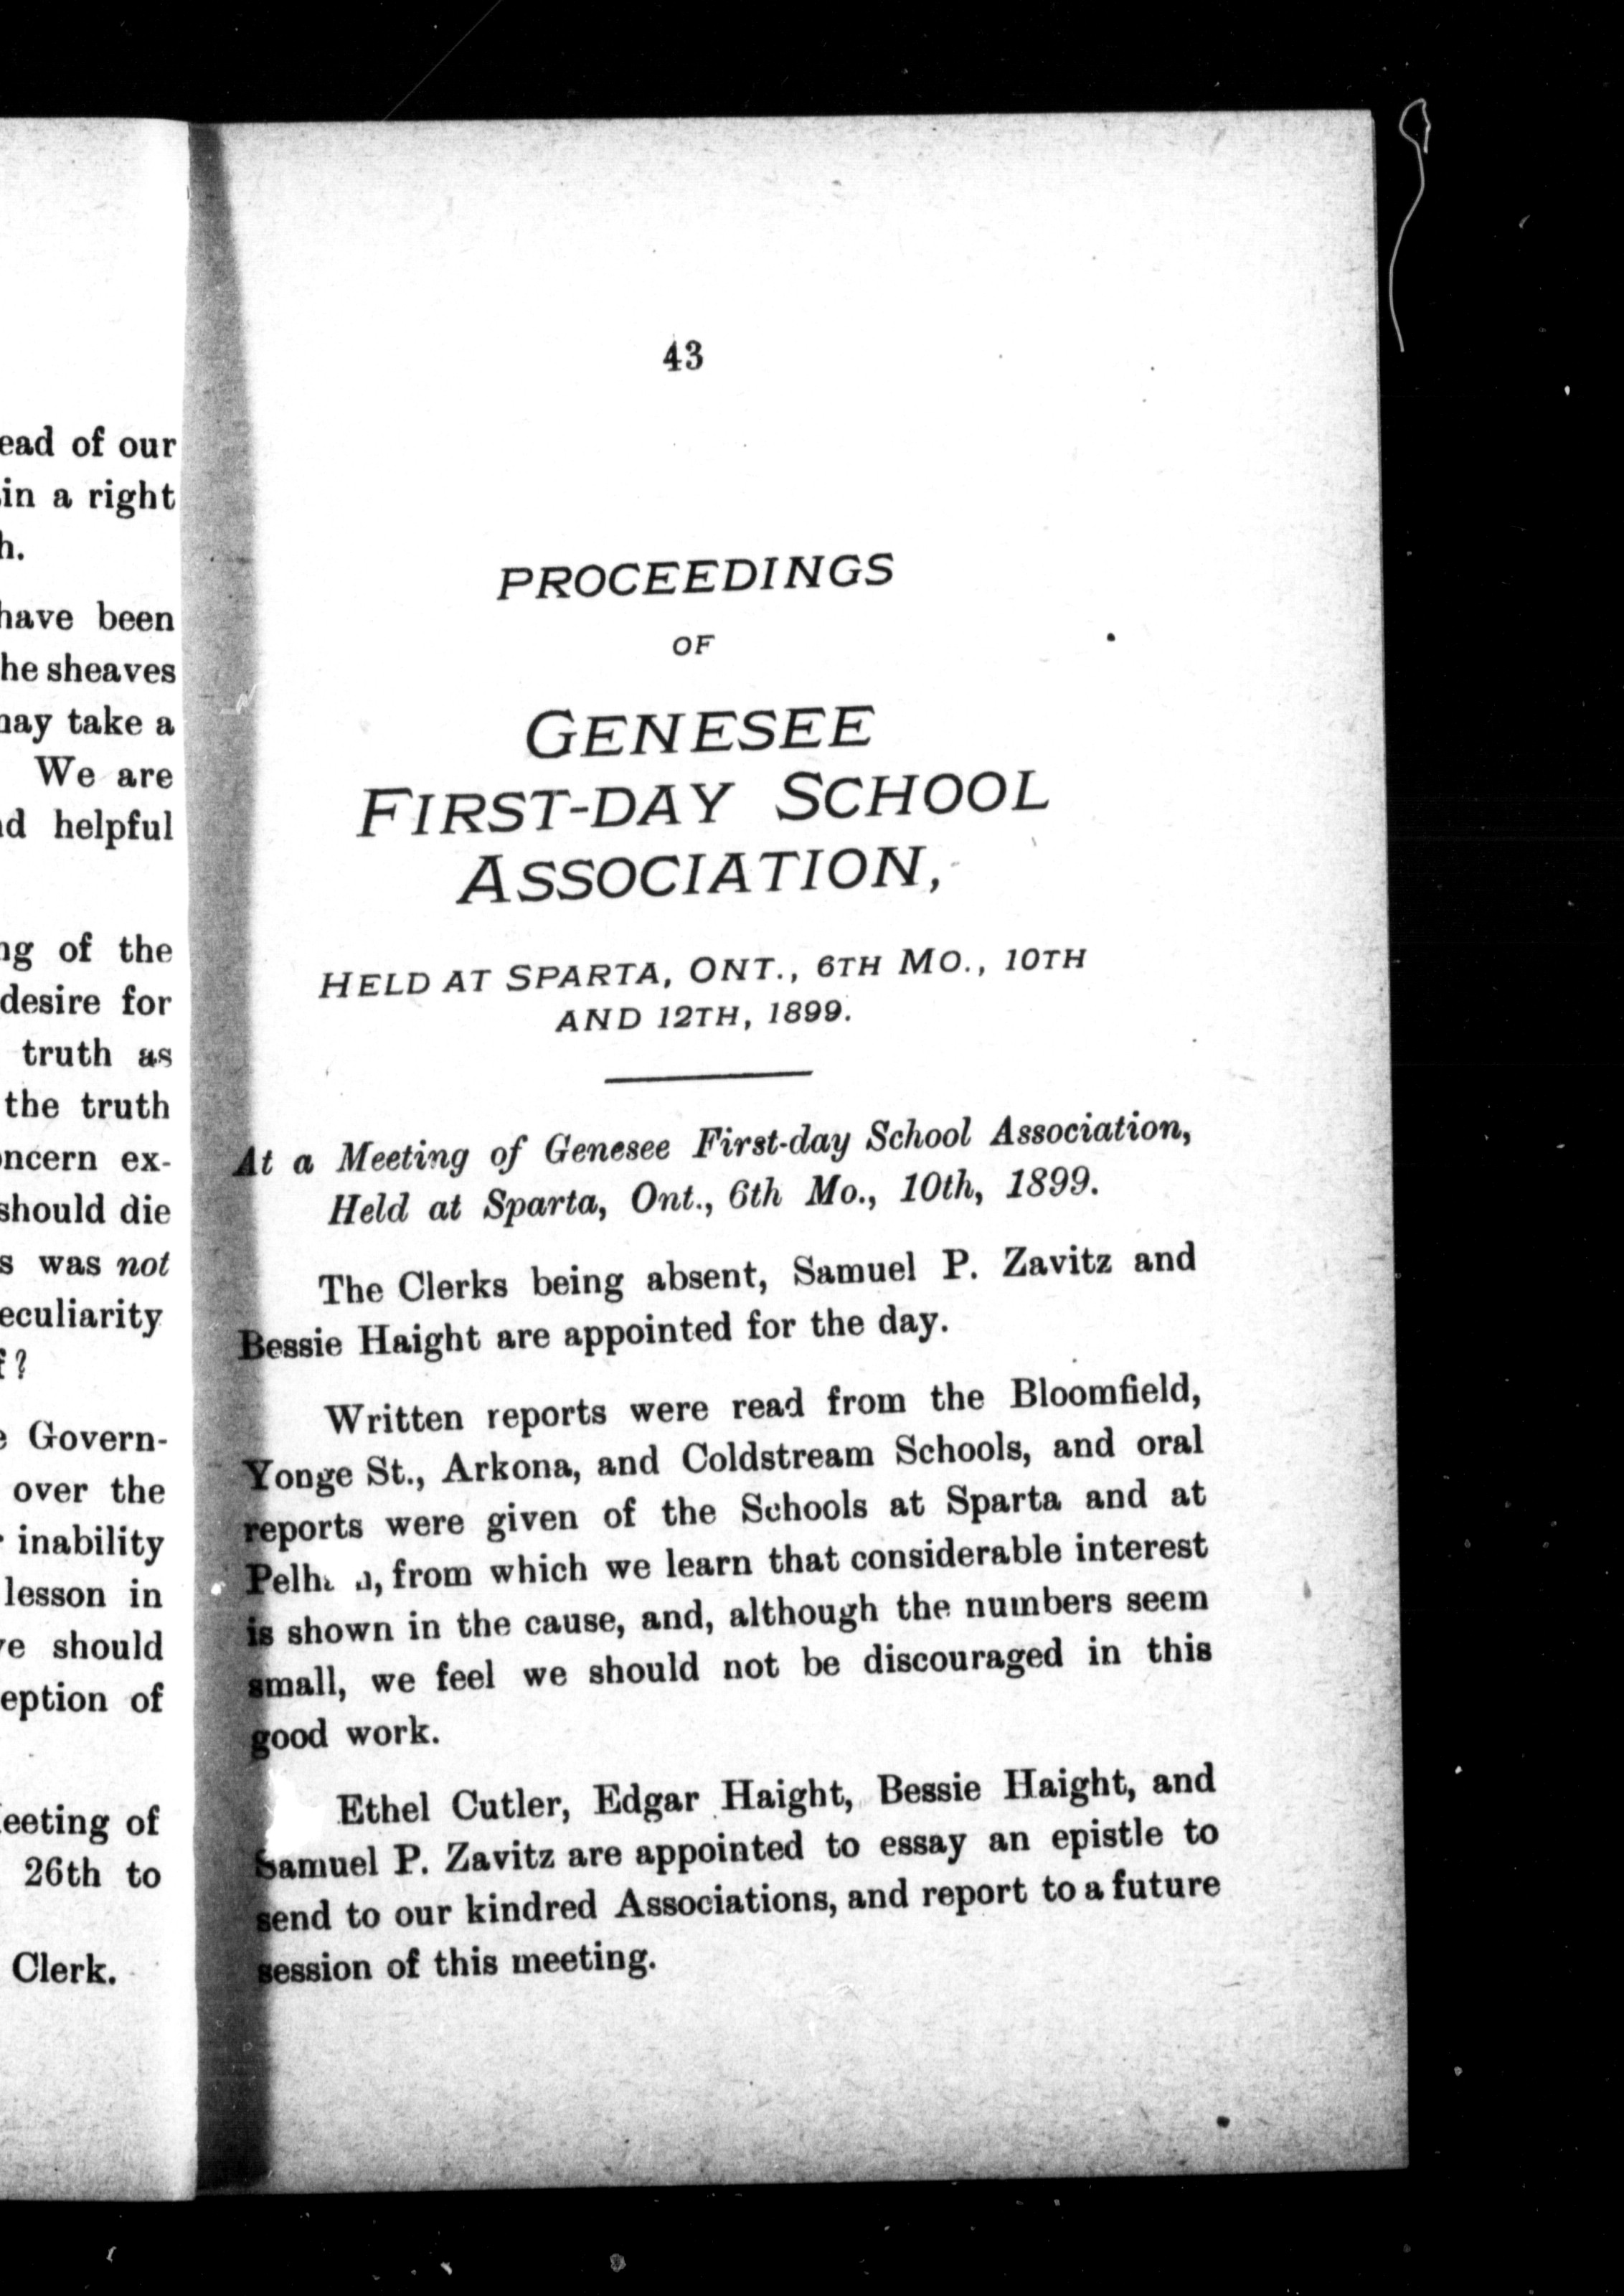 ead of our
in a right
h.
have been
he sheaves
may take a
We are
nd helpful
ng of the
desire for
truth as
the truth
oncern ex-
should die
s was not
eculiarity
f?
e Govern-
over the
inability
lesson in
ve should
eption of
eeting of
26th to
Clerk.
43
PROCEEDINGS
OF
GENESEE
FIRST-DAY SCHOOL
ASSOCIATION,
HELD AT SPARTA, ONT., 6TH MO., 10TH
AND 12TH, 1899.
At a Meeting of Genesee First-day School Association,
Held at Sparta, Ont., 6th Mo., 10th, 1899.
The Clerks being absent, Samuel P. Zavitz and
Bessie Haight are appointed for the day.
Written reports were read from the Bloomfield,
Yonge St., Arkona, and Coldstream Schools, and oral
reports were given of the Schools at Sparta and at
Pelham, from which we learn that considerable interest
is shown in the cause, and, although the numbers seem
small, we feel we should not be discouraged in this
good work.
Ethel Cutler, Edgar Haight, Bessie Haight, and
Samuel P. Zavitz are appointed to essay an epistle to
send to our kindred Associations, and report to a future
session of this meeting.